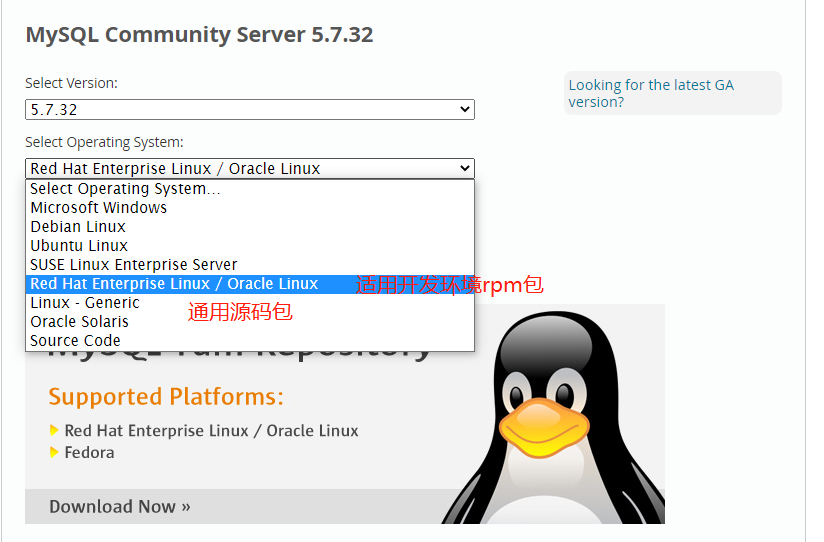 MySQL Community Server 5.7.32
Select Version:
Looking for the latest GA
version?
5.7.32
Select Operating System:
Red Hat Enterprise Linux / Oracle Linux
Select Operating System...
Microsoft Windows
Debian Linux
Ubuntu Linux
SUSE Linux Enterprise Server
Red Hat Enterprise Linux / Oracle Linux 适用开发环境rpm包
Linux - Generic
通用源码包
Oracle Solaris
Source Code
MySQL Yum Repository
Supported Platforms:
Red Hat Enterprise Linux / Oracle Linux
Fedora
Download Now »